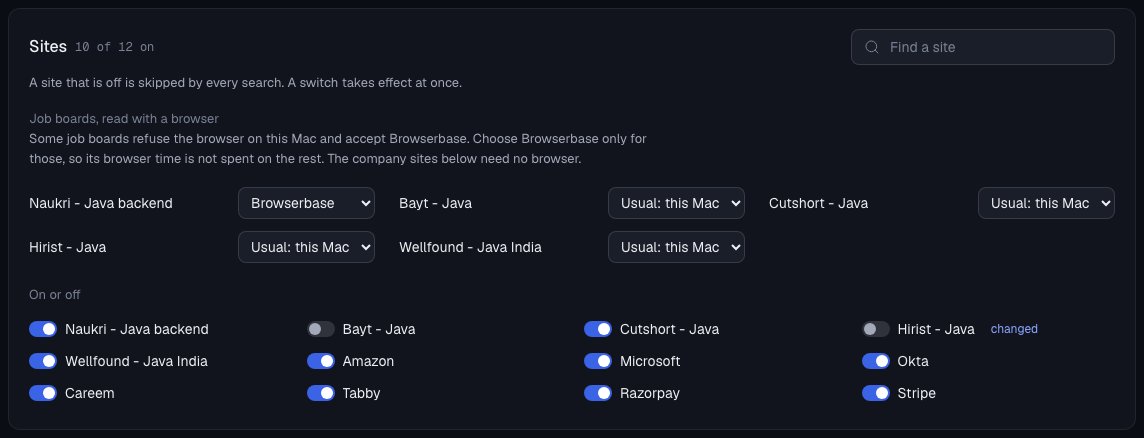 Sites 10 of 12 on
Find a site
A site that is off is skipped by every search. A switch takes effect at once.
Job boards, read with a browser
Some job boards refuse the browser on this Mac and accept Browserbase. Choose Browserbase only for
those, so its browser time is not spent on the rest. The company sites below need no browser.
Naukri - Java backend Browserbase Bayt - Java Usual: this Mac Cutshort - Java Usual: this Mac
Hirist - Java Usual: this Mac Wellfound - Java India Usual: this Mac
On or off
Naukri - Java backend Bayt - Java Cutshort - Java Hirist - Java changed
Wellfound - Java India Amazon Microsoft Okta
Careem Tabby Razorpay Stripe